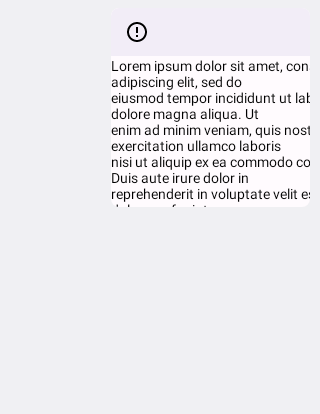 Lorem ipsum dolor sit amet, con
adipiscing elit, sed do
eiusmod tempor incididunt ut lab
dolore magna aliqua. Ut
enim ad minim veniam, quis nost
exercitation ullamco laboris
nisi ut aliquip ex ea commodo co
Duis aute irure dolor in
reprehenderit in voluptate velit es